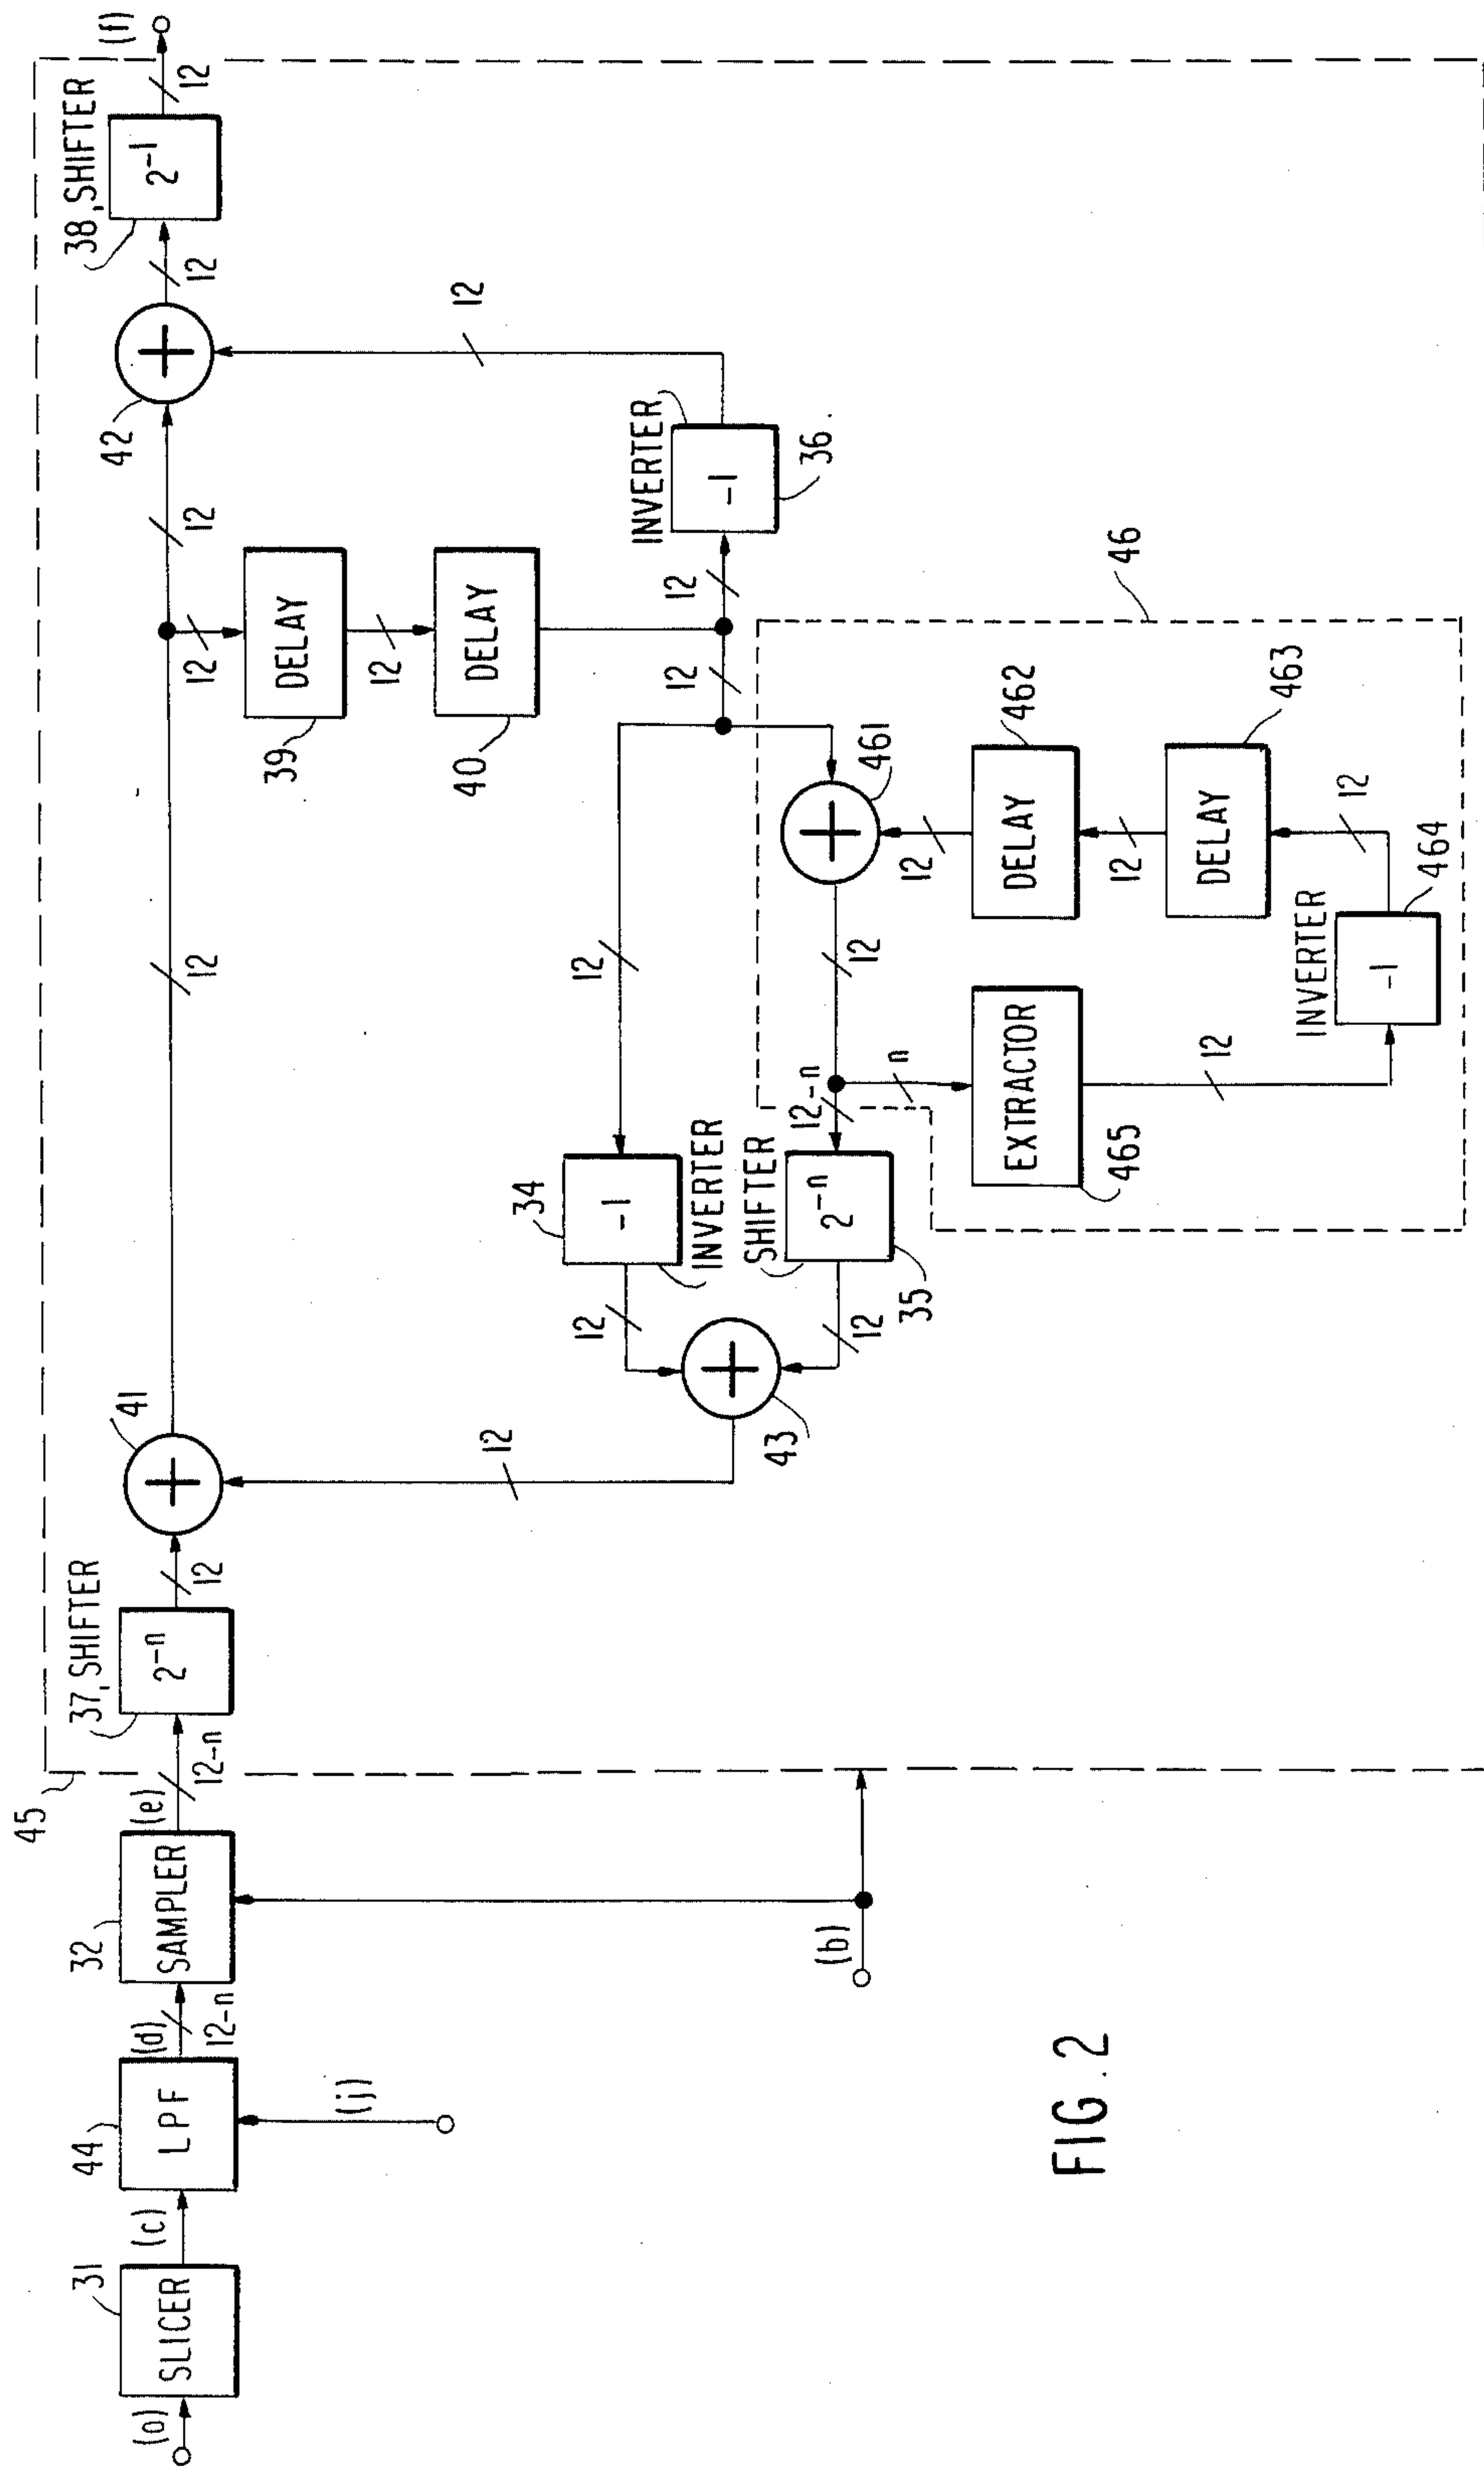 (a)
SLICER
31
(c)
44
LPF
(j)
(d)
12-n
32
SAMPLER
(b)
(e)
12-n
45
37, SHIFTER
2-n
12
41
12
12
12
39
DELAY
12
40
DELAY
12
42
12
12
38, SHIFTER
2-1
12
(f)
12
INVERTER
-1
36
12
12
34
-1
INVERTER
12
43
12
SHIFTER
2-n
35
12-n
n
12
461
12
462
DELAY
12
463
DELAY
12
INVERTER
-1
464
EXTRACTOR
465
12
46
FIG. 2